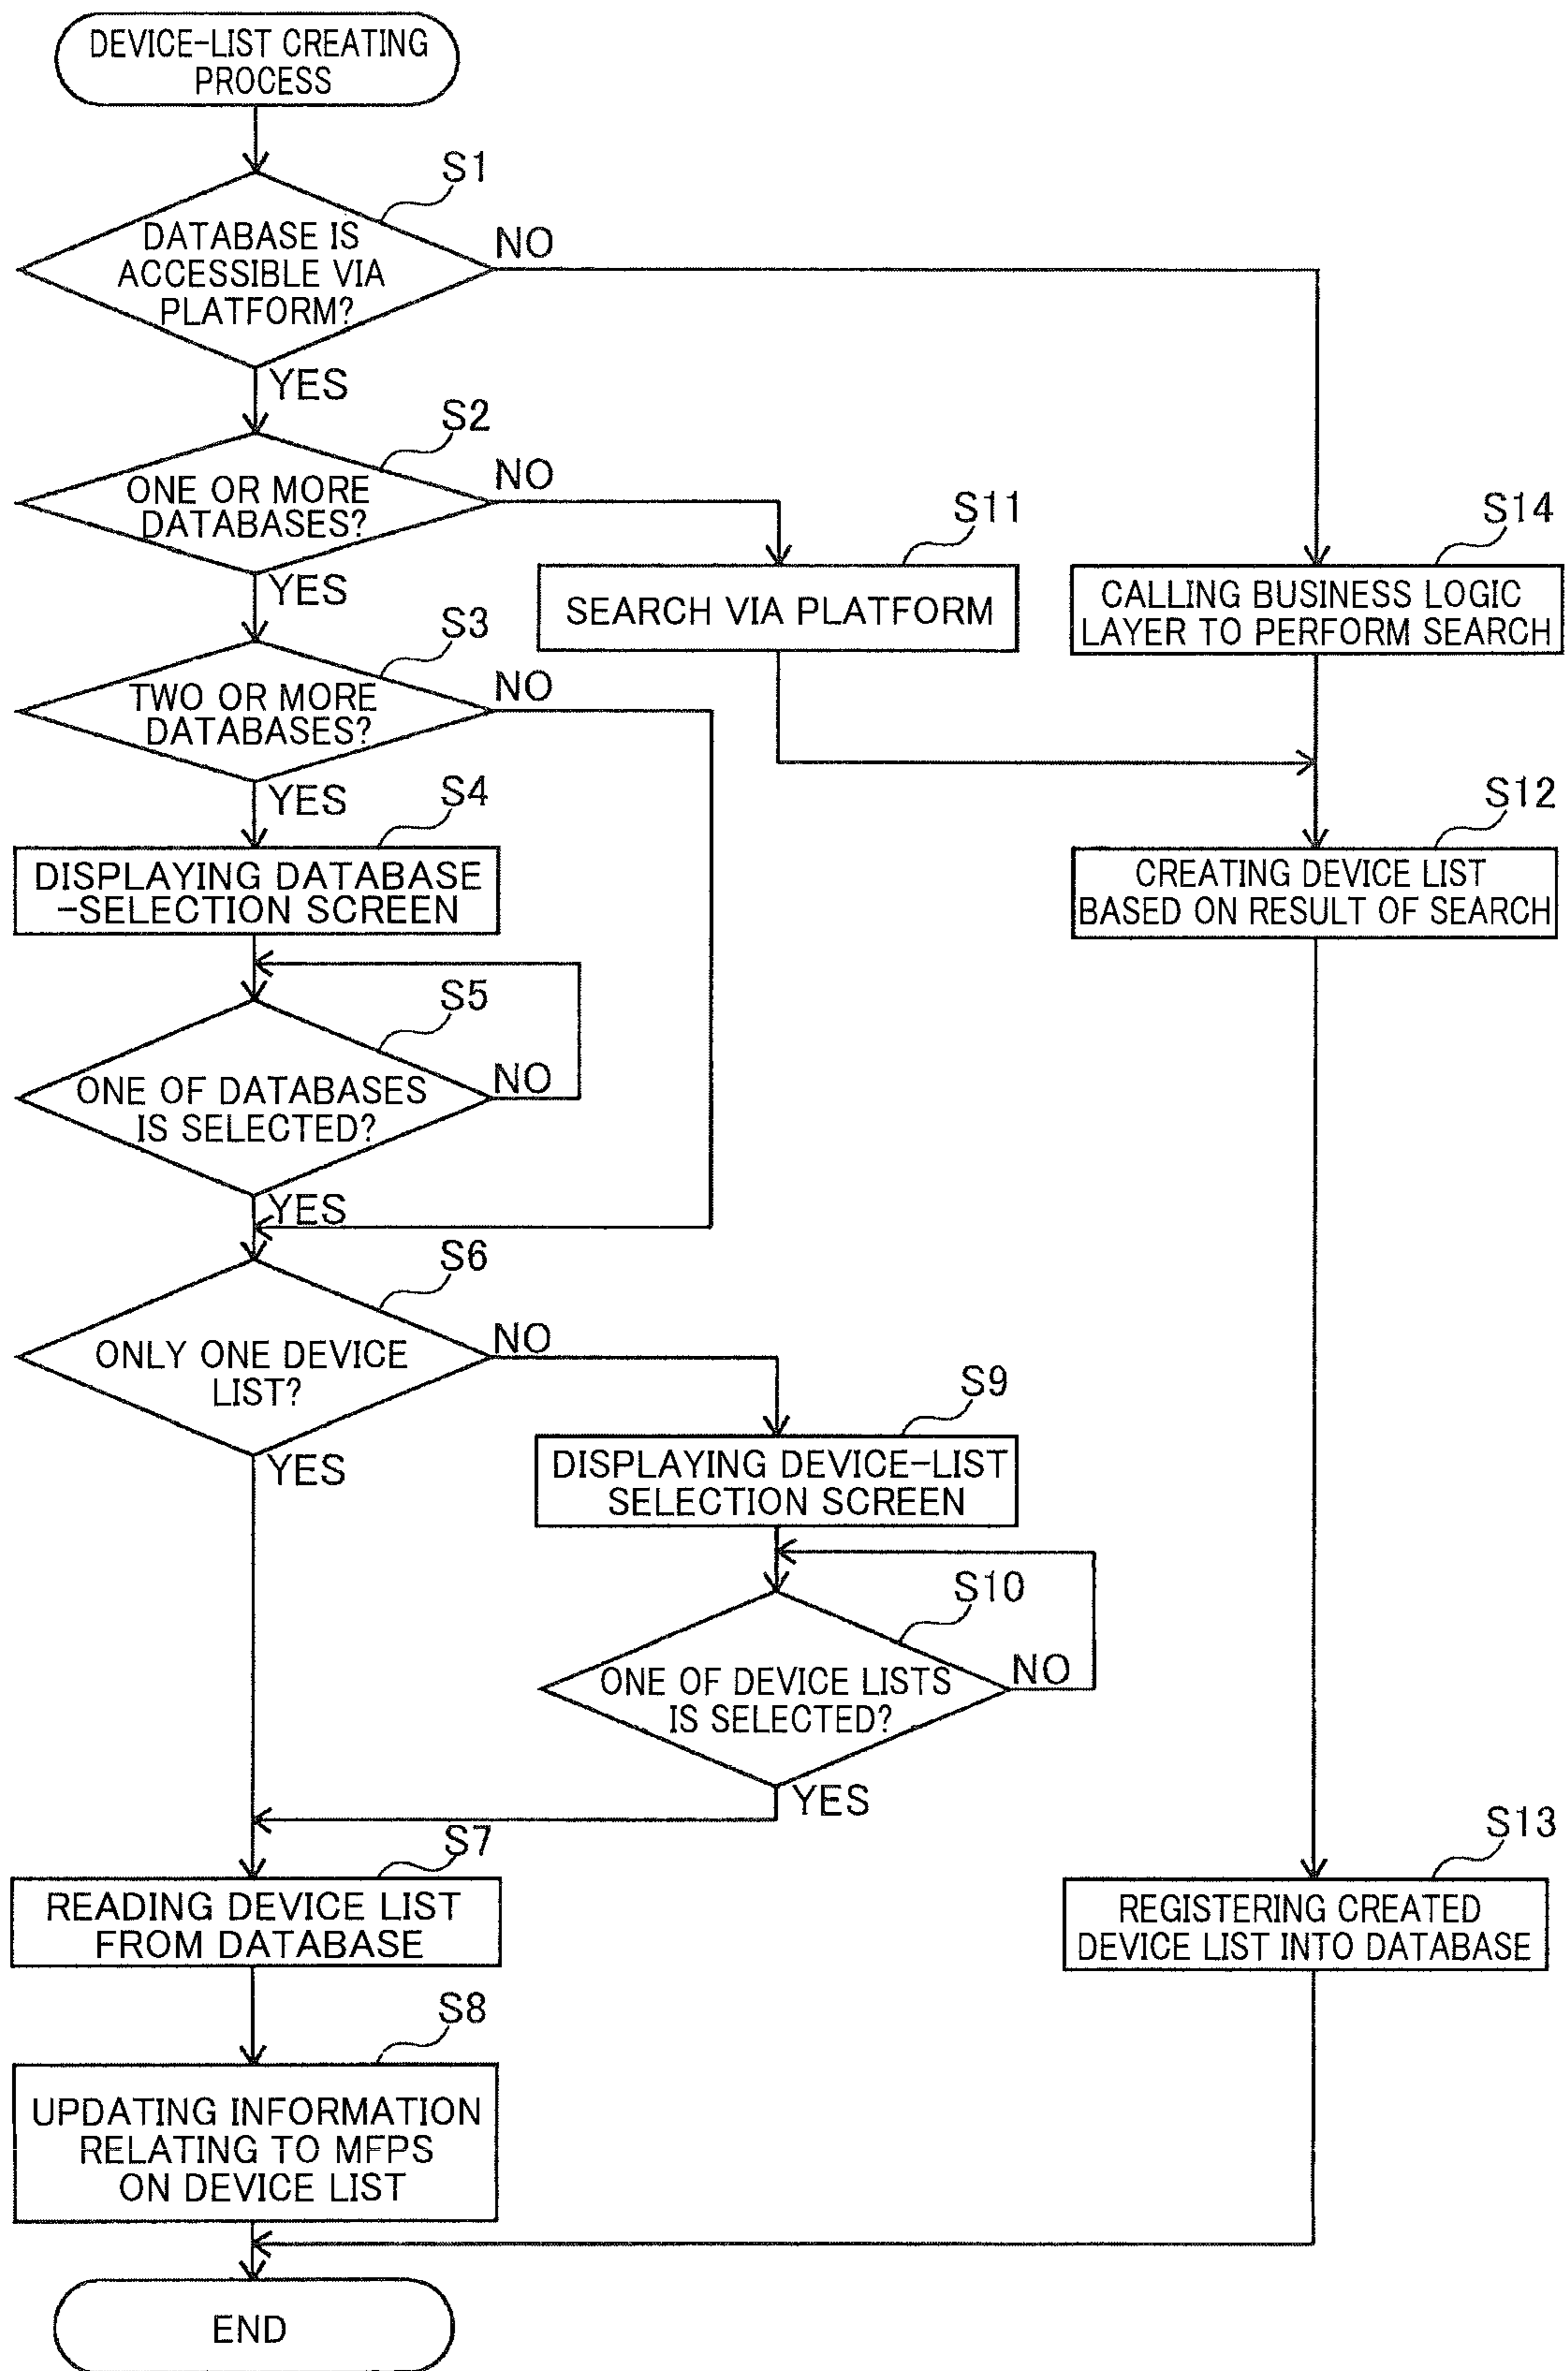 DEVICE-LIST CREATING
PROCESS
S1
DATABASE IS
ACCESSIBLE VIA
PLATFORM?
NO
YES
S2
ONE OR MORE
DATABASES?
NO
YES
S11
SEARCH VIA PLATFORM
S14
CALLING BUSINESS LOGIC
LAYER TO PERFORM SEARCH
S3
TWO OR MORE
DATABASES?
NO
YES
S4
DISPLAYING DATABASE
-SELECTION SCREEN
S12
CREATING DEVICE LIST
BASED ON RESULT OF SEARCH
S5
ONE OF DATABASES
IS SELECTED?
NO
YES
S6
ONLY ONE DEVICE
LIST?
NO
YES
S9
DISPLAYING DEVICE-LIST
SELECTION SCREEN
S10
ONE OF DEVICE LISTS
IS SELECTED?
NO
YES
S7
READING DEVICE LIST
FROM DATABASE
S13
REGISTERING CREATED
DEVICE LIST INTO DATABASE
S8
UPDATING INFORMATION
RELATING TO MFPS
ON DEVICE LIST
END